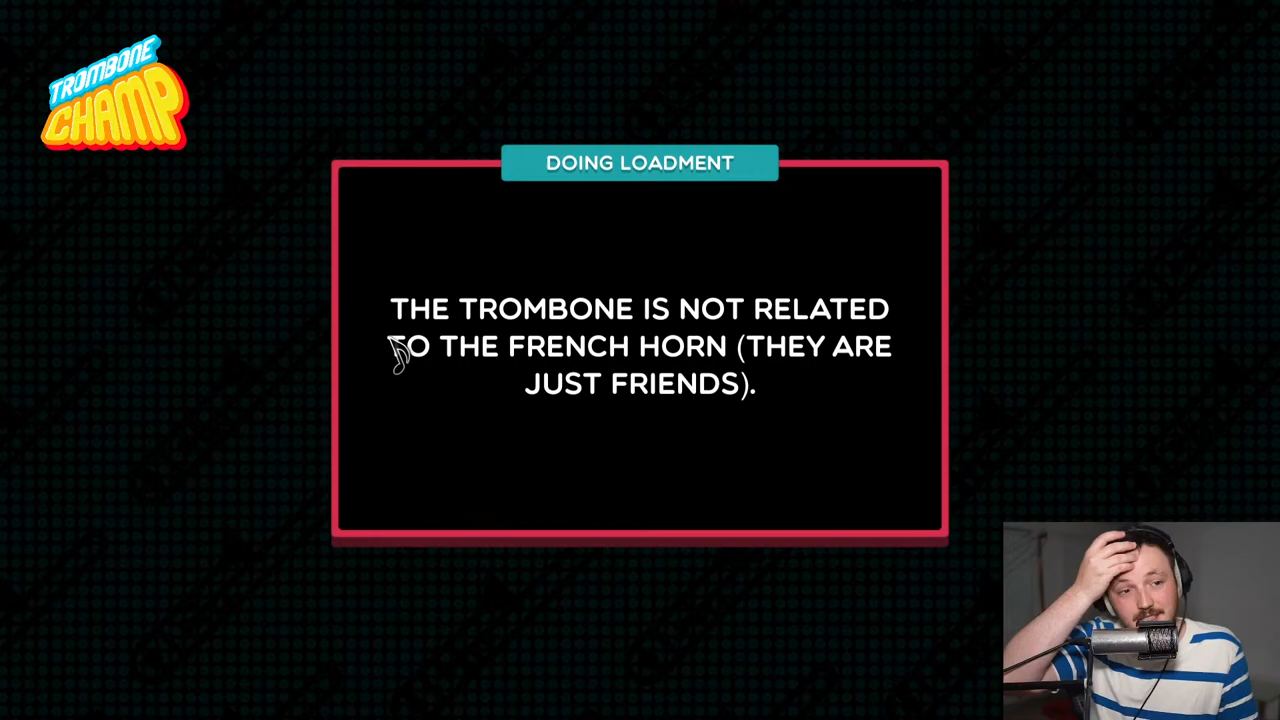 TROMBONE
CHAMP
DOING LOADMENT
THE TROMBONE IS NOT RELATED
TO THE FRENCH HORN (THEY ARE
JUST FRIENDS).